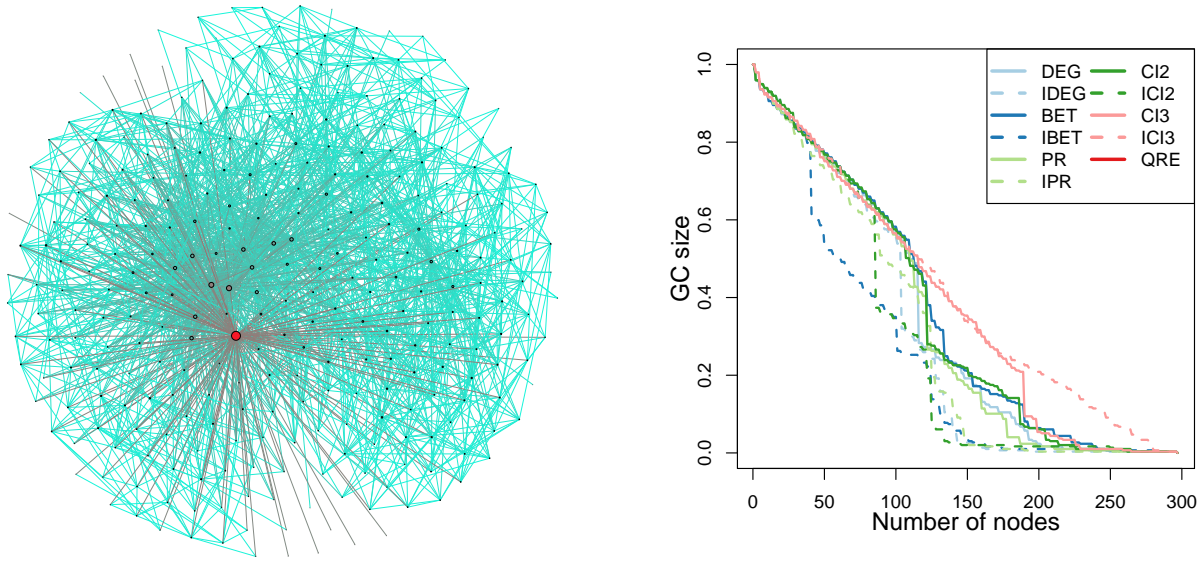 DEG
IDEG
BET
IBET
PR
IPR
CI2
ICI2
CI3
ICI3
QRE
GC size
1.0
0.8
0.6
0.4
0.2
0.0
0 50 100 150 200 250 300
Number of nodes